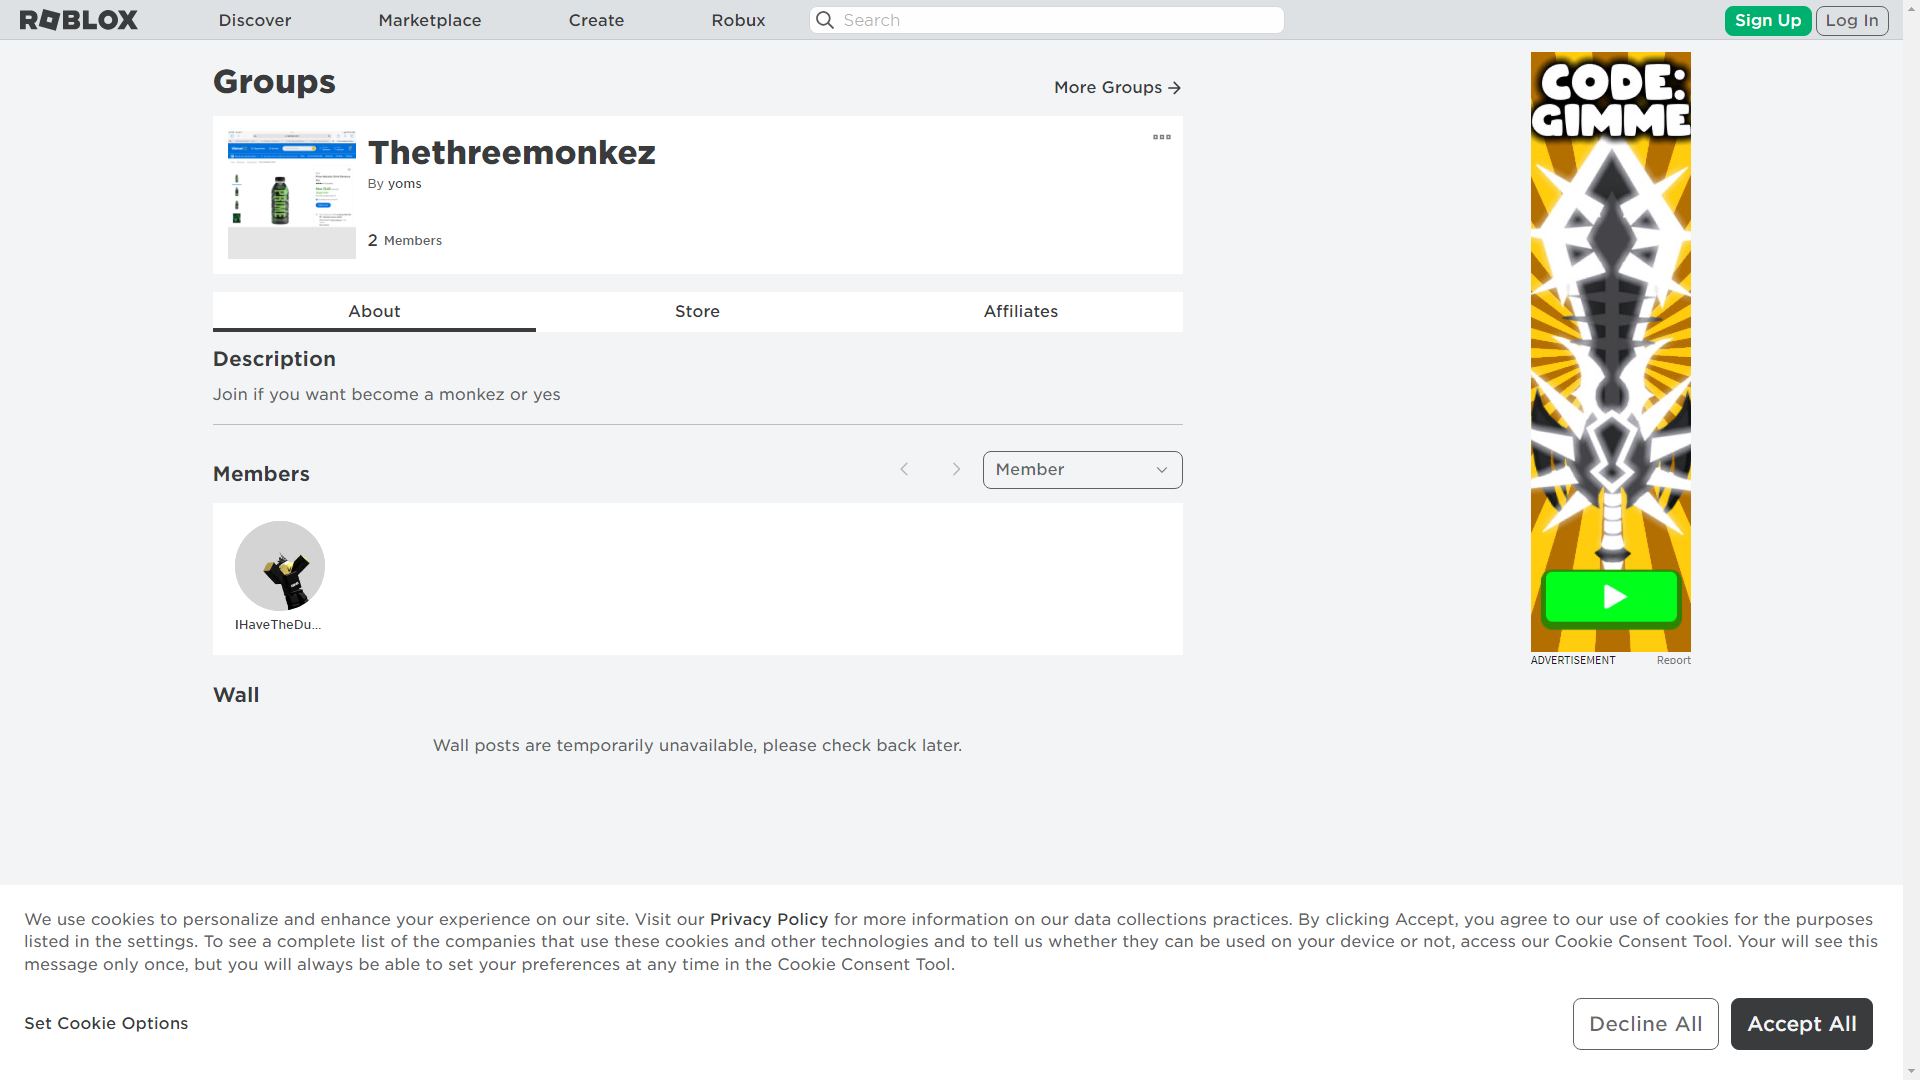 ROBLOX
Discover
Marketplace
Create
Robux
Search
Sign Up
Log In
Groups
More Groups
Thethreemonkez
By yoms
2 Members
PRIME
About
Store
Affiliates
Description
Join if you want become a monkez or yes
Members
Member
IHaveTheDu...
Wall
Wall posts are temporarily unavailable, please check back later.
CODE:
GIMME
ADVERTISEMENT
Report
We use cookies to personalize and enhance your experience on our site. Visit our Privacy Policy for more information on our data collections practices. By clicking Accept, you agree to our use of cookies for the purposes
listed in the settings. To see a complete list of the companies that use these cookies and other technologies and to tell us whether they can be used on your device or not, access our Cookie Consent Tool. Your will see this
message only once, but you will always be able to set your preferences at any time in the Cookie Consent Tool.
Set Cookie Options
Decline All
Accept All